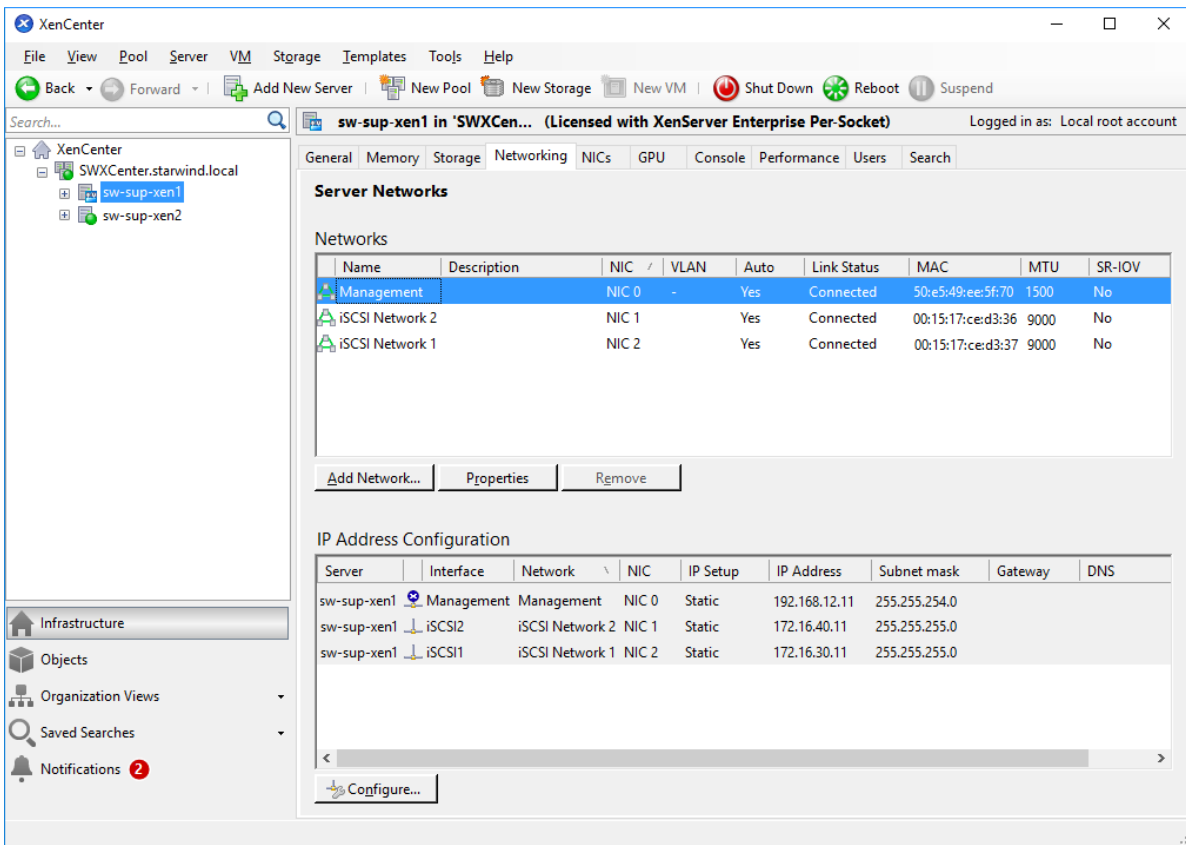 XenCenter
File View Pool Server VM Storage Templates Tools Help
Back Forward Add New Server New Pool New Storage New VM Shut Down Reboot Suspend
Search...
sw-sup-xen1 in 'SWXCen... (Licensed with XenServer Enterprise Per-Socket) Logged in as: Local root account
XenCenter
SWXCenter.starwind.local
sw-sup-xen1
sw-sup-xen2
General Memory Storage Networking NICs GPU Console Performance Users Search
Server Networks
Networks
Name Description NIC VLAN Auto Link Status MAC MTU SR-IOV
Management NIC 0 - Yes Connected 50:e5:49:ee:5f:70 1500 No
iSCSI Network 2 NIC 1 Yes Connected 00:15:17:ce:d3:36 9000 No
iSCSI Network 1 NIC 2 Yes Connected 00:15:17:ce:d3:37 9000 No
Add Network... Properties Remove
IP Address Configuration
Server Interface Network NIC IP Setup IP Address Subnet mask Gateway DNS
sw-sup-xen1 Management Management NIC 0 Static 192.168.12.11 255.255.254.0
sw-sup-xen1 iSCSI2 iSCSI Network 2 NIC 1 Static 172.16.40.11 255.255.255.0
sw-sup-xen1 iSCSI1 iSCSI Network 1 NIC 2 Static 172.16.30.11 255.255.255.0
Configure...
Infrastructure
Objects
Organization Views
Saved Searches
Notifications 2